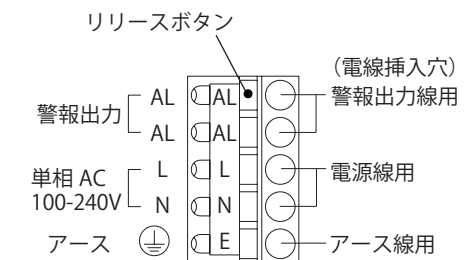 リリースボタン
（電線挿入穴）
AL AL 警報出力線用
警報出力
AL AL
単相 AC
L L 電源線用
100-240V
N N
アース E アース線用